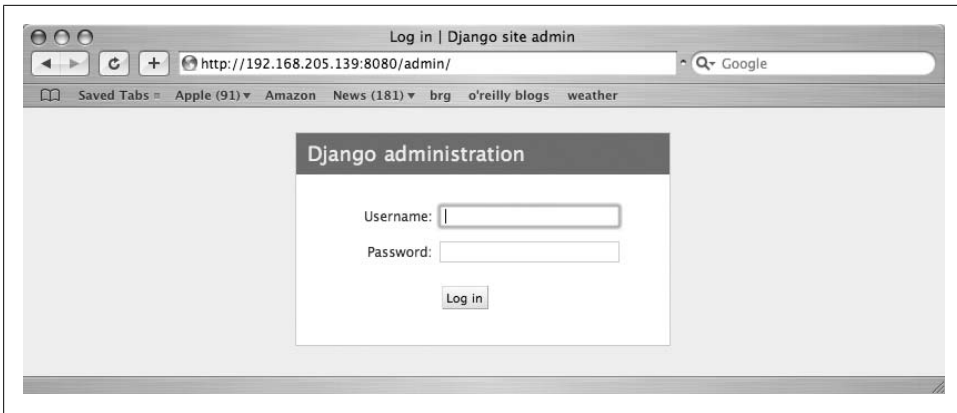 Log in | Django site admin
http://192.168.205.139:8080/admin/
Google
Saved Tabs
Apple (91)
Amazon
News (181)
brg
o'reilly blogs
weather
Django administration
Username:
Password:
Log in